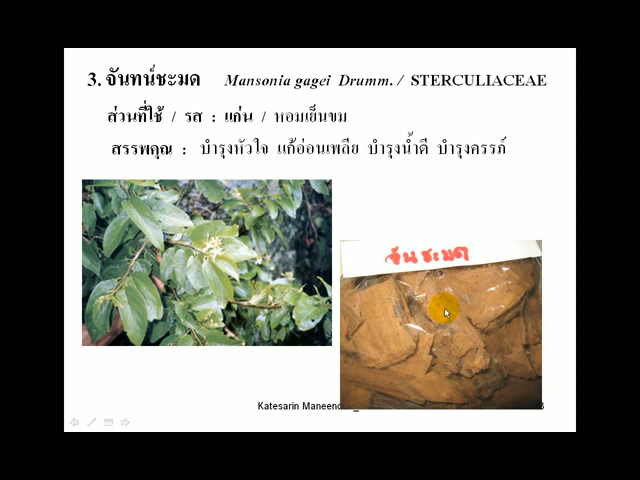 3. จันทน์ชะมด Mansonia gagei Drumm. / STERCULIACEAE
ส่วนที่ใช้ / รส : แก่น / หอมเย็นขม
สรรพคุณ : บำรุงหัวใจ แก้อ่อนเพลีย บำรุงน้ำดี บำรุงครรภ์
จันชะมด
Katesarin